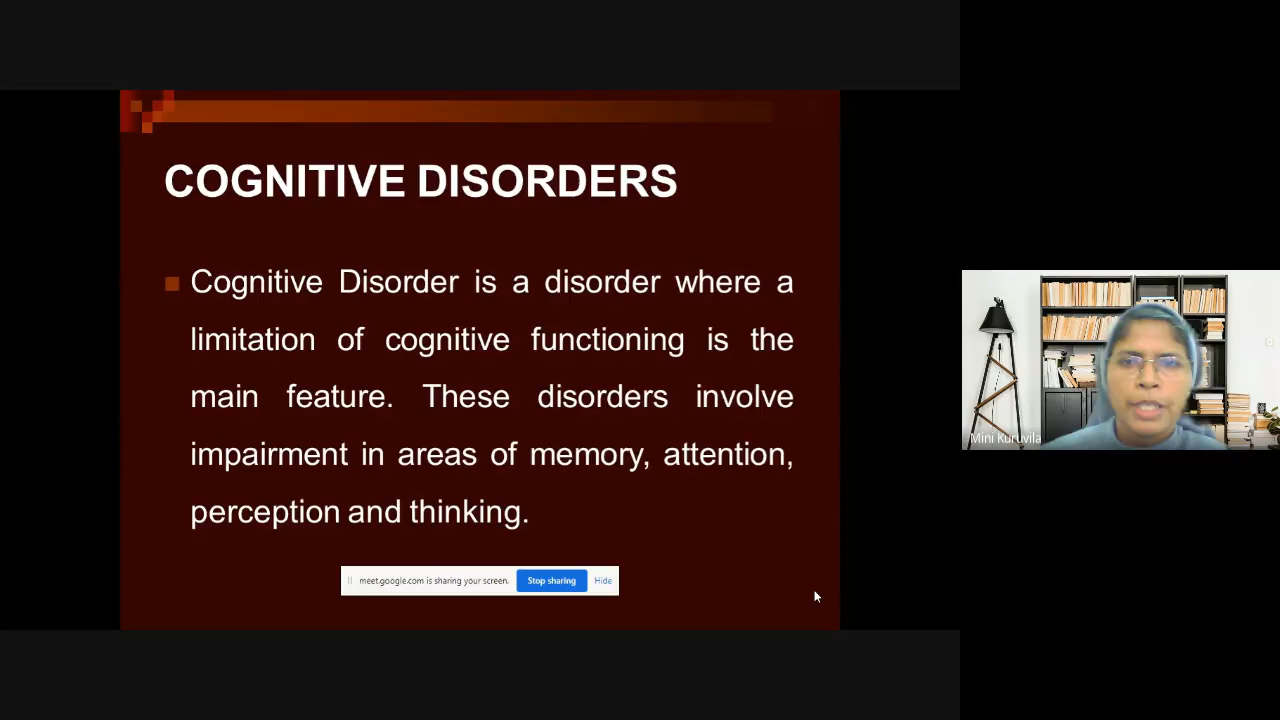 COGNITIVE DISORDERS
Cognitive Disorder is a disorder where a
limitation of cognitive functioning is the
main feature. These disorders involve
impairment in areas of memory, attention,
perception and thinking.
meet.google.com is sharing your screen. Stop sharing Hide
Mini Kuruvila